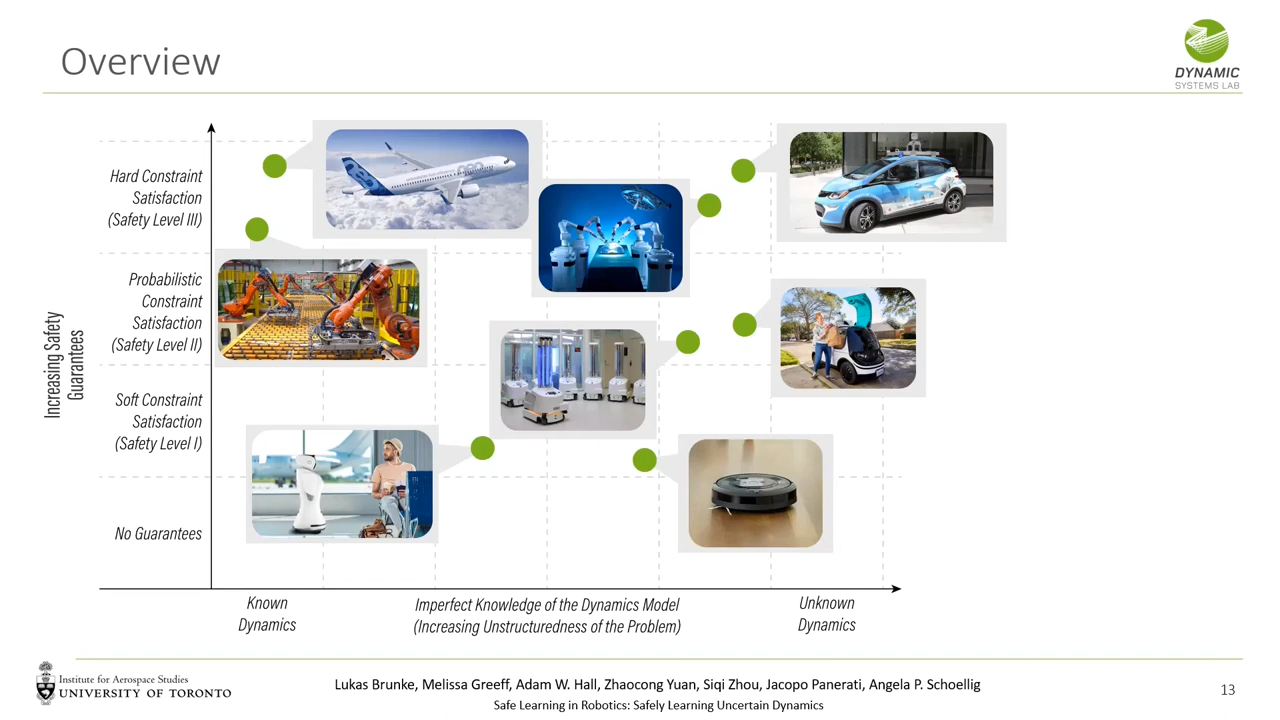 Overview
DYNAMIC
SYSTEMS LAB
Hard Constraint
Satisfaction
(Safety Level III)
Probabilistic
Constraint
Satisfaction
(Safety Level II)
Increasing Safety
Guarantees
Soft Constraint
Satisfaction
(Safety Level I)
No Guarantees
Known
Dynamics
Imperfect Knowledge of the Dynamics Model
(Increasing Unstructuredness of the Problem)
Unknown
Dynamics
Institute for Aerospace Studies
UNIVERSITY OF TORONTO
Lukas Brunke, Melissa Greeff, Adam W. Hall, Zhaocong Yuan, Siqi Zhou, Jacopo Panerati, Angela P. Schoellig
Safe Learning in Robotics: Safely Learning Uncertain Dynamics
13